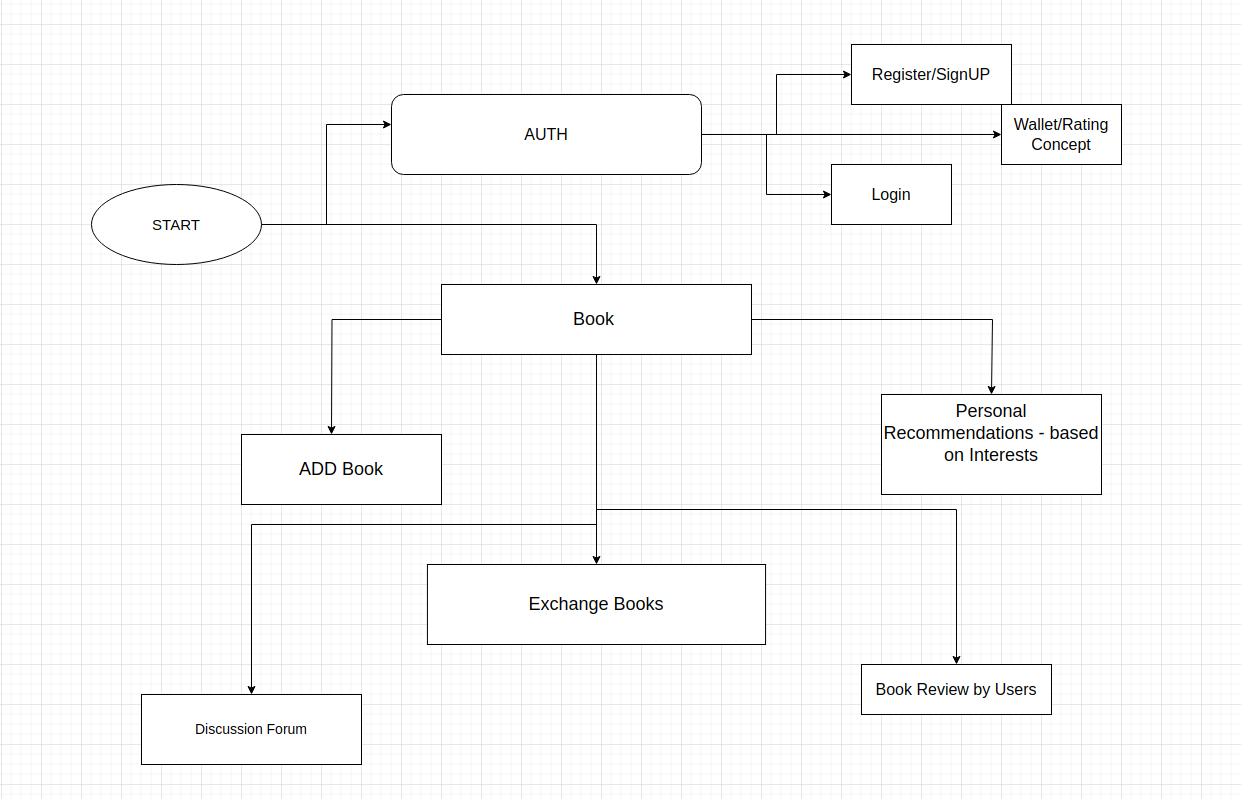 Register/SignUP
AUTH
Wallet/Rating
Concept
Login
START
Book
Personal
Recommendations - based
on Interests
ADD Book
Exchange Books
Book Review by Users
Discussion Forum